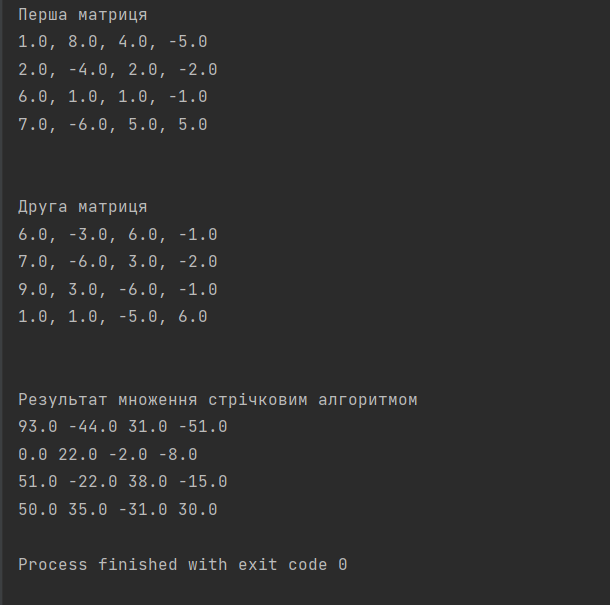 Перша матриця
1.0, 8.0, 4.0, -5.0
2.0, -4.0, 2.0, -2.0
6.0, 1.0, 1.0, -1.0
7.0, -6.0, 5.0, 5.0
Друга матриця
6.0, -3.0, 6.0, -1.0
7.0, -6.0, 3.0, -2.0
9.0, 3.0, -6.0, -1.0
1.0, 1.0, -5.0, 6.0
Результат множення стрічковим алгоритмом
93.0 -44.0 31.0 -51.0
0.0 22.0 -2.0 -8.0
51.0 -22.0 38.0 -15.0
50.0 35.0 -31.0 30.0
Process finished with exit code 0